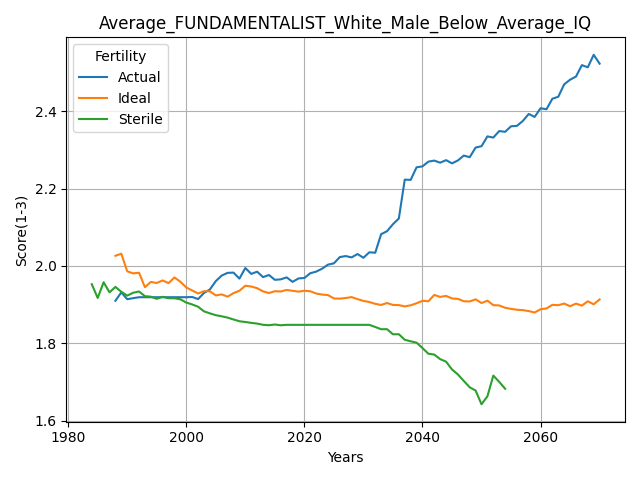 Average_FUNDAMENTALIST_White_Male_Below_Average_IQ
Fertility
Actual
Ideal
Sterile
Score(1-3)
2.4
2.2
2.0
1.8
1.6
1980
2000
2020
2040
2060
Years